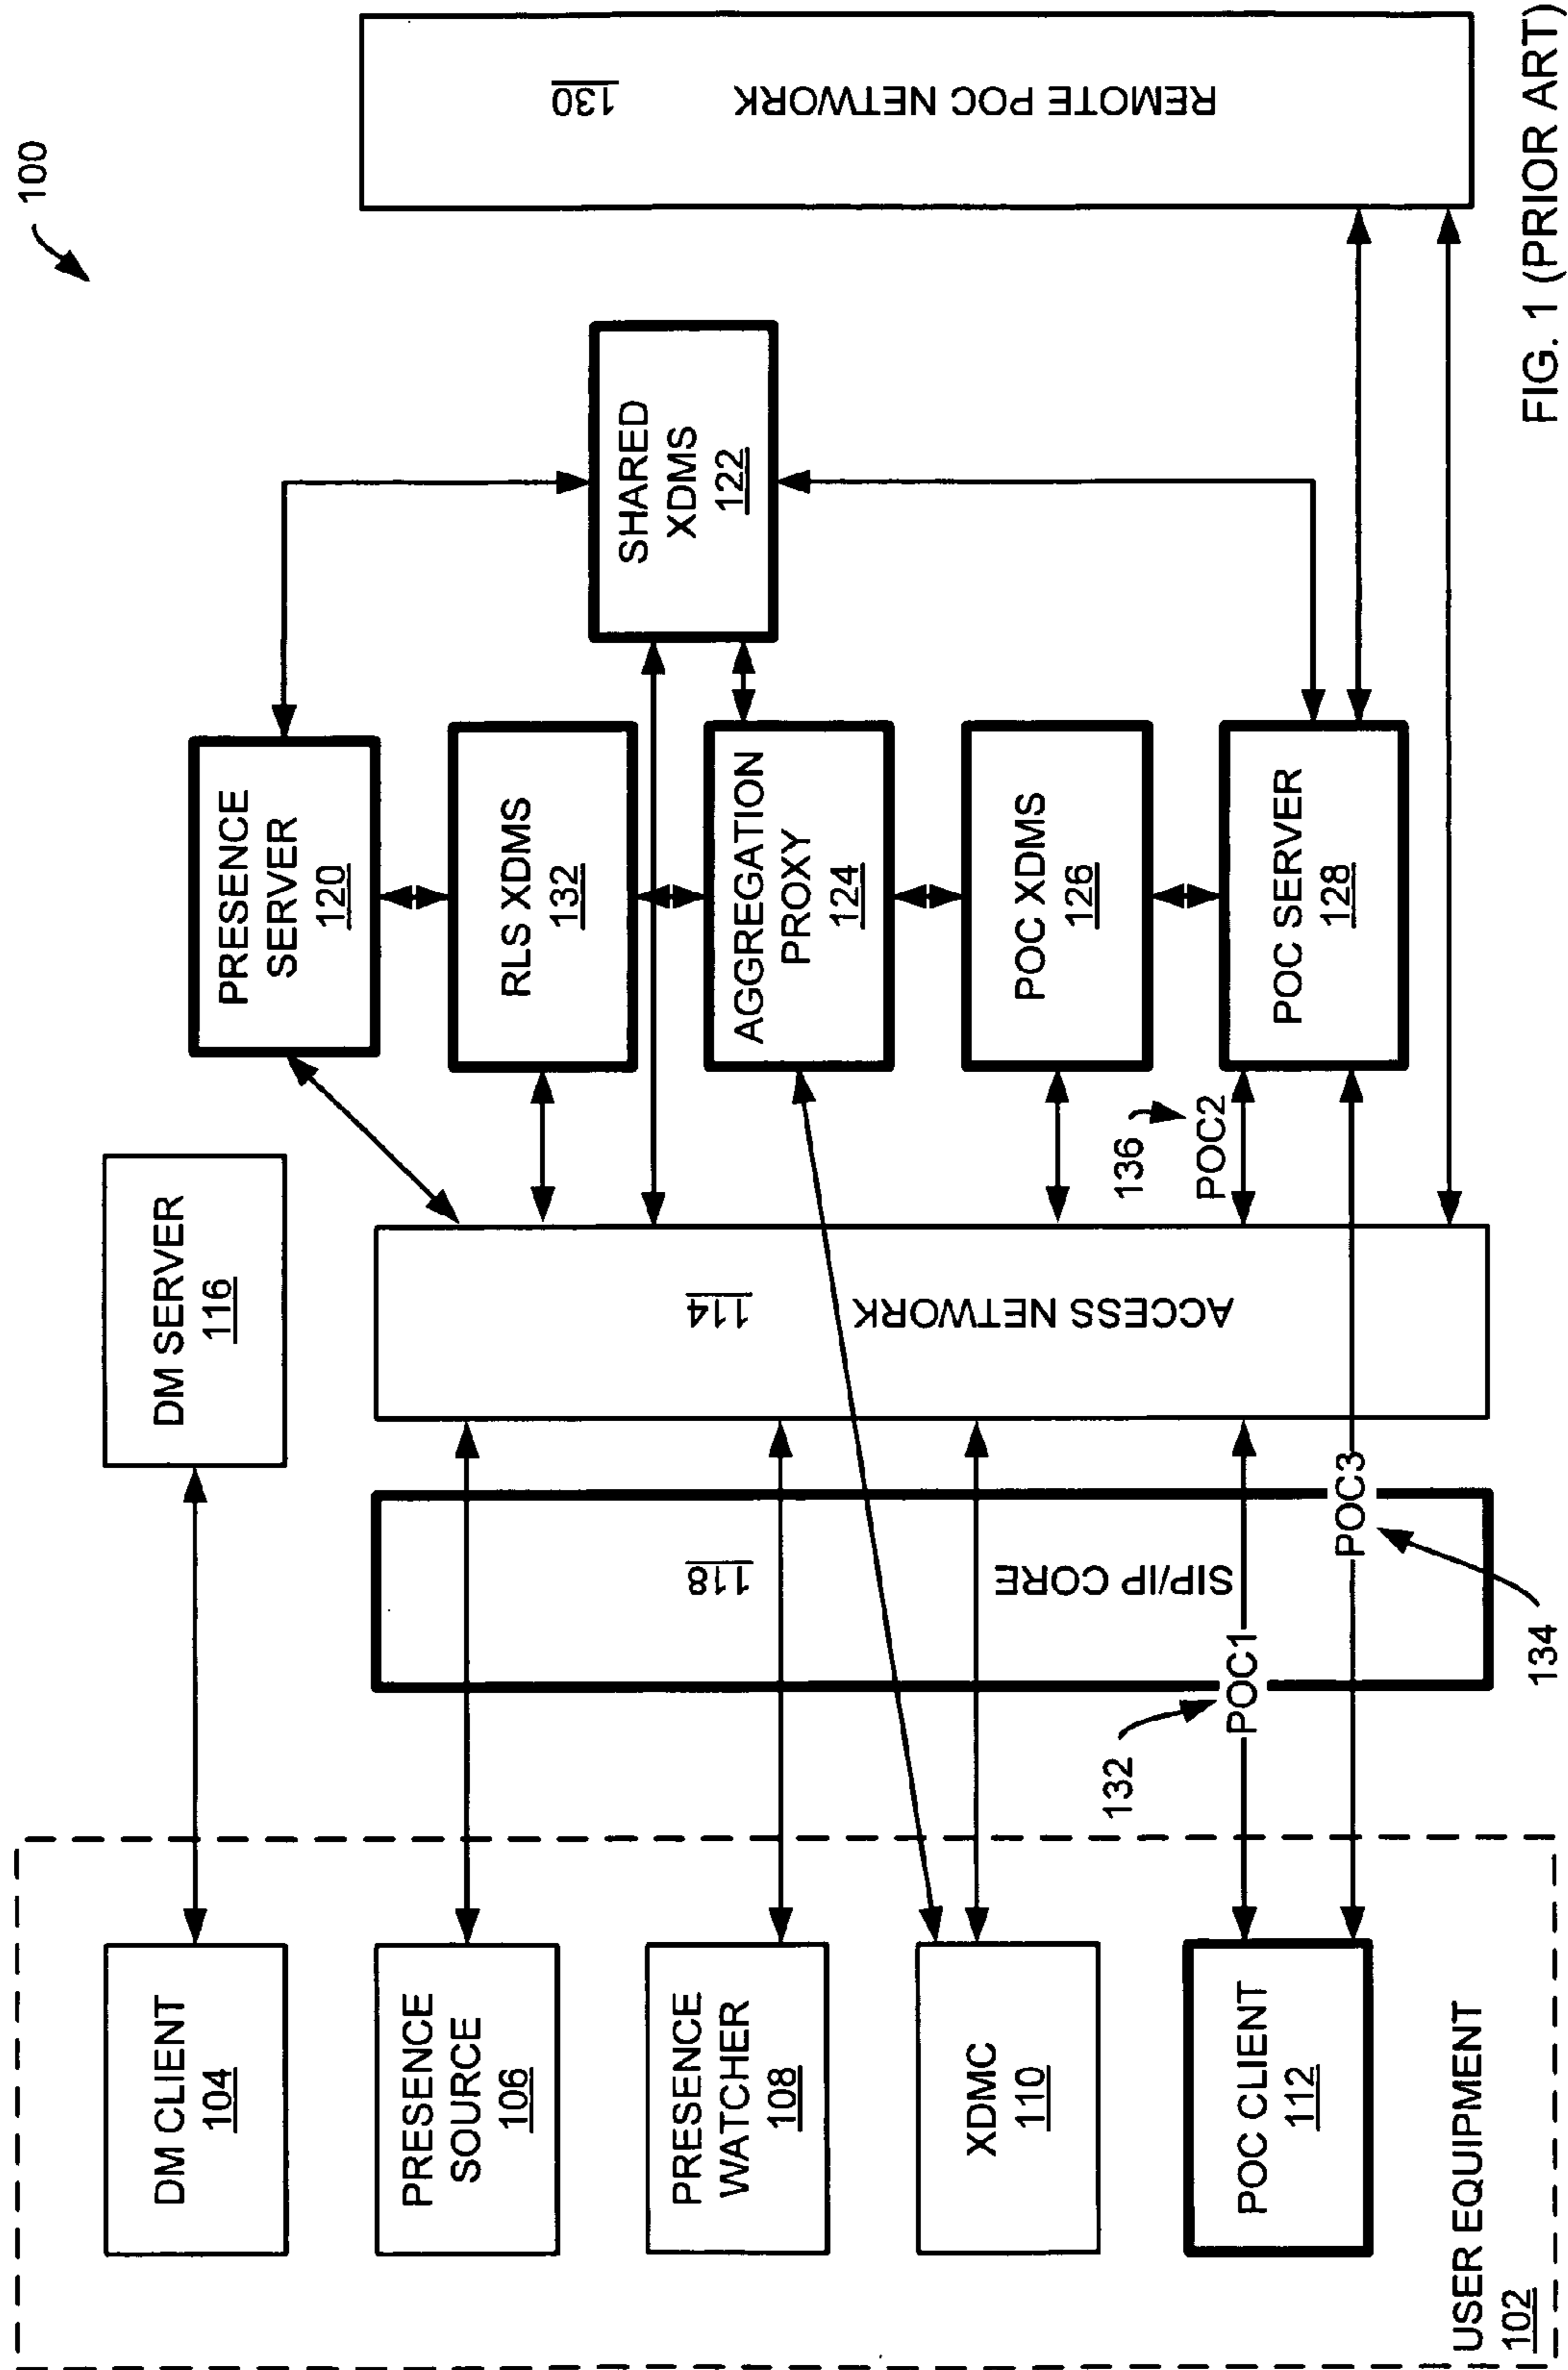 100
DM CLIENT
104
PRESENCE
SOURCE
106
PRESENCE
WATCHER
108
XDMC
110
POC CLIENT
112
USER EQUIPMENT
102
DM SERVER
116
SIP/IP CORE
118
132
POC1
POC3
134
ACCESS NETWORK
114
136
POC2
PRESENCE
SERVER
120
RLS XDMS
132
AGGREGATION
PROXY
124
POC XDMS
126
POC SERVER
128
SHARED
XDMS
122
REMOTE POC NETWORK
130
FIG. 1 (PRIOR ART)